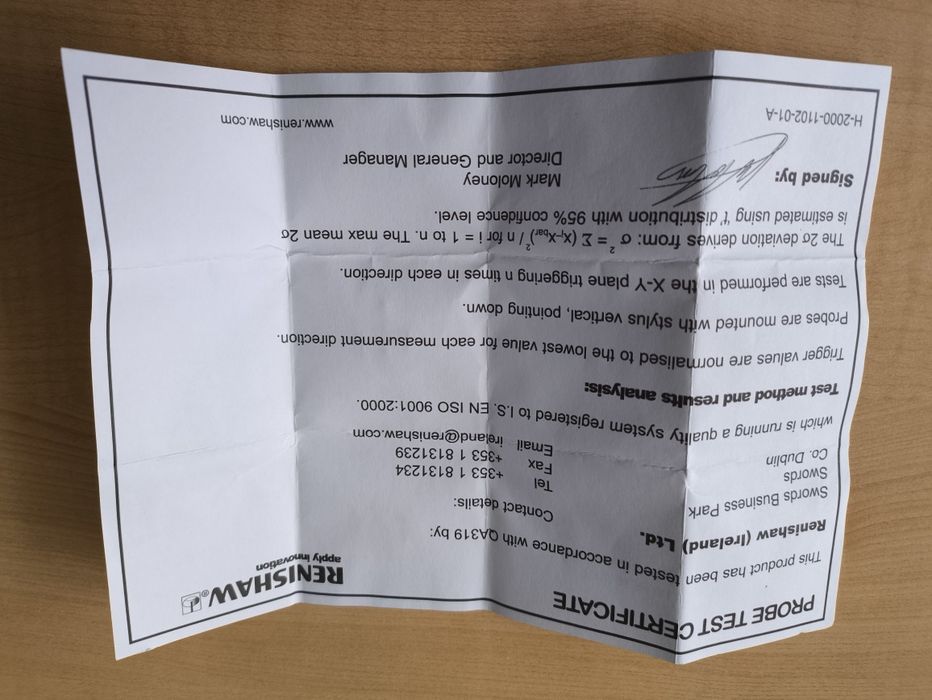 PROBE TEST CERTIFICATE
RENISHAW®
apply innovation
This product has been tested in accordance with QA319 by:
Renishaw (Ireland) Ltd.
Swords Business Park
Swords
Co. Dublin
Contact details:
Tel +353 1 8131234
Fax +353 1 8131239
Email ireland@renishaw.com
which is running a quality system registered to I.S. EN ISO 9001:2000.
Test method and results analysis:
Trigger values are normalised to the lowest value for each measurement direction.
Probes are mounted with stylus vertical, pointing down.
Tests are performed in the X-Y plane triggering n times in each direction.
The 2σ deviation derives from: σ² = Σ (xᵢ-x_bar)² / n for i = 1 to n. The max mean 2σ
is estimated using 't' distribution with 95% confidence level.
Signed by:
Mark Moloney
Director and General Manager
H-2000-1102-01-A
www.renishaw.com